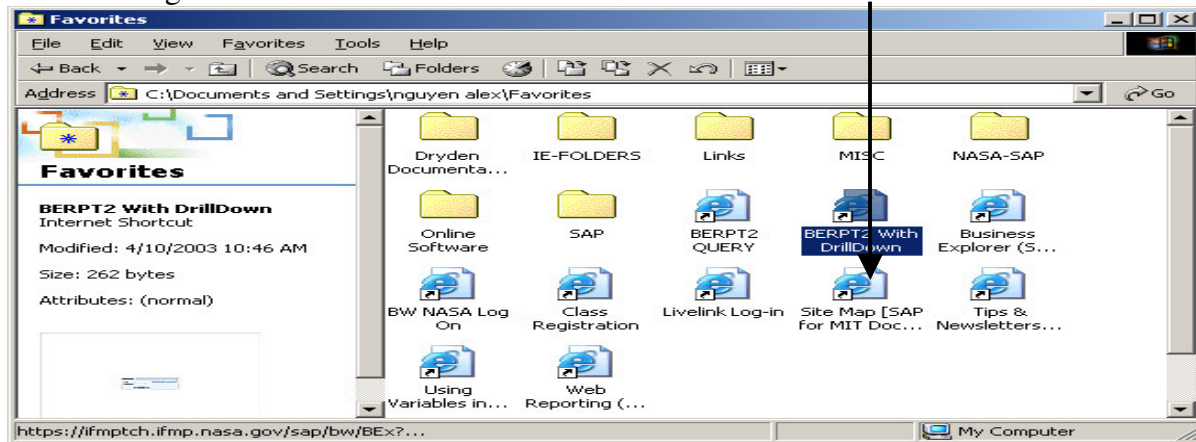 Favorites
File Edit View Favorites Tools Help
Back Search Folders
Address C:\Documents and Settings\nguyen alex\Favorites Go
Favorites
BERPT2 With DrillDown
Internet Shortcut
Modified: 4/10/2003 10:46 AM
Size: 262 bytes
Attributes: (normal)
Dryden Documenta...
IE-FOLDERS
Links
MISC
NASA-SAP
Online Software
SAP
BERPT2 QUERY
BERPT2 With DrillDown
Business Explorer (S...
BW NASA Log On
Class Registration
Livelink Log-in
Site Map [SAP for MIT Doc...
Tips & Newsletters...
Using Variables in...
Web Reporting (...
https://ifmptch.ifmp.nasa.gov/sap/bw/BEx?... My Computer